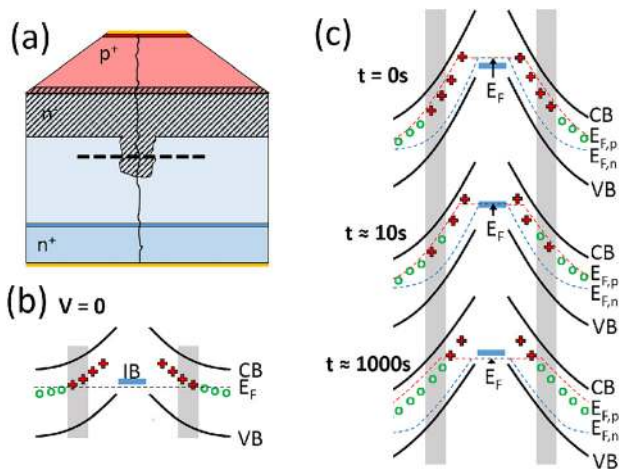 (a)
p+
n-
n+
(b) V = 0
IB
CB
EF
VB
(c)
t = 0s
EF
CB
EF,p
EF,n
VB
t ≈ 10s
EF
CB
EF,p
EF,n
VB
t ≈ 1000s
EF
CB
EF,p
EF,n
VB